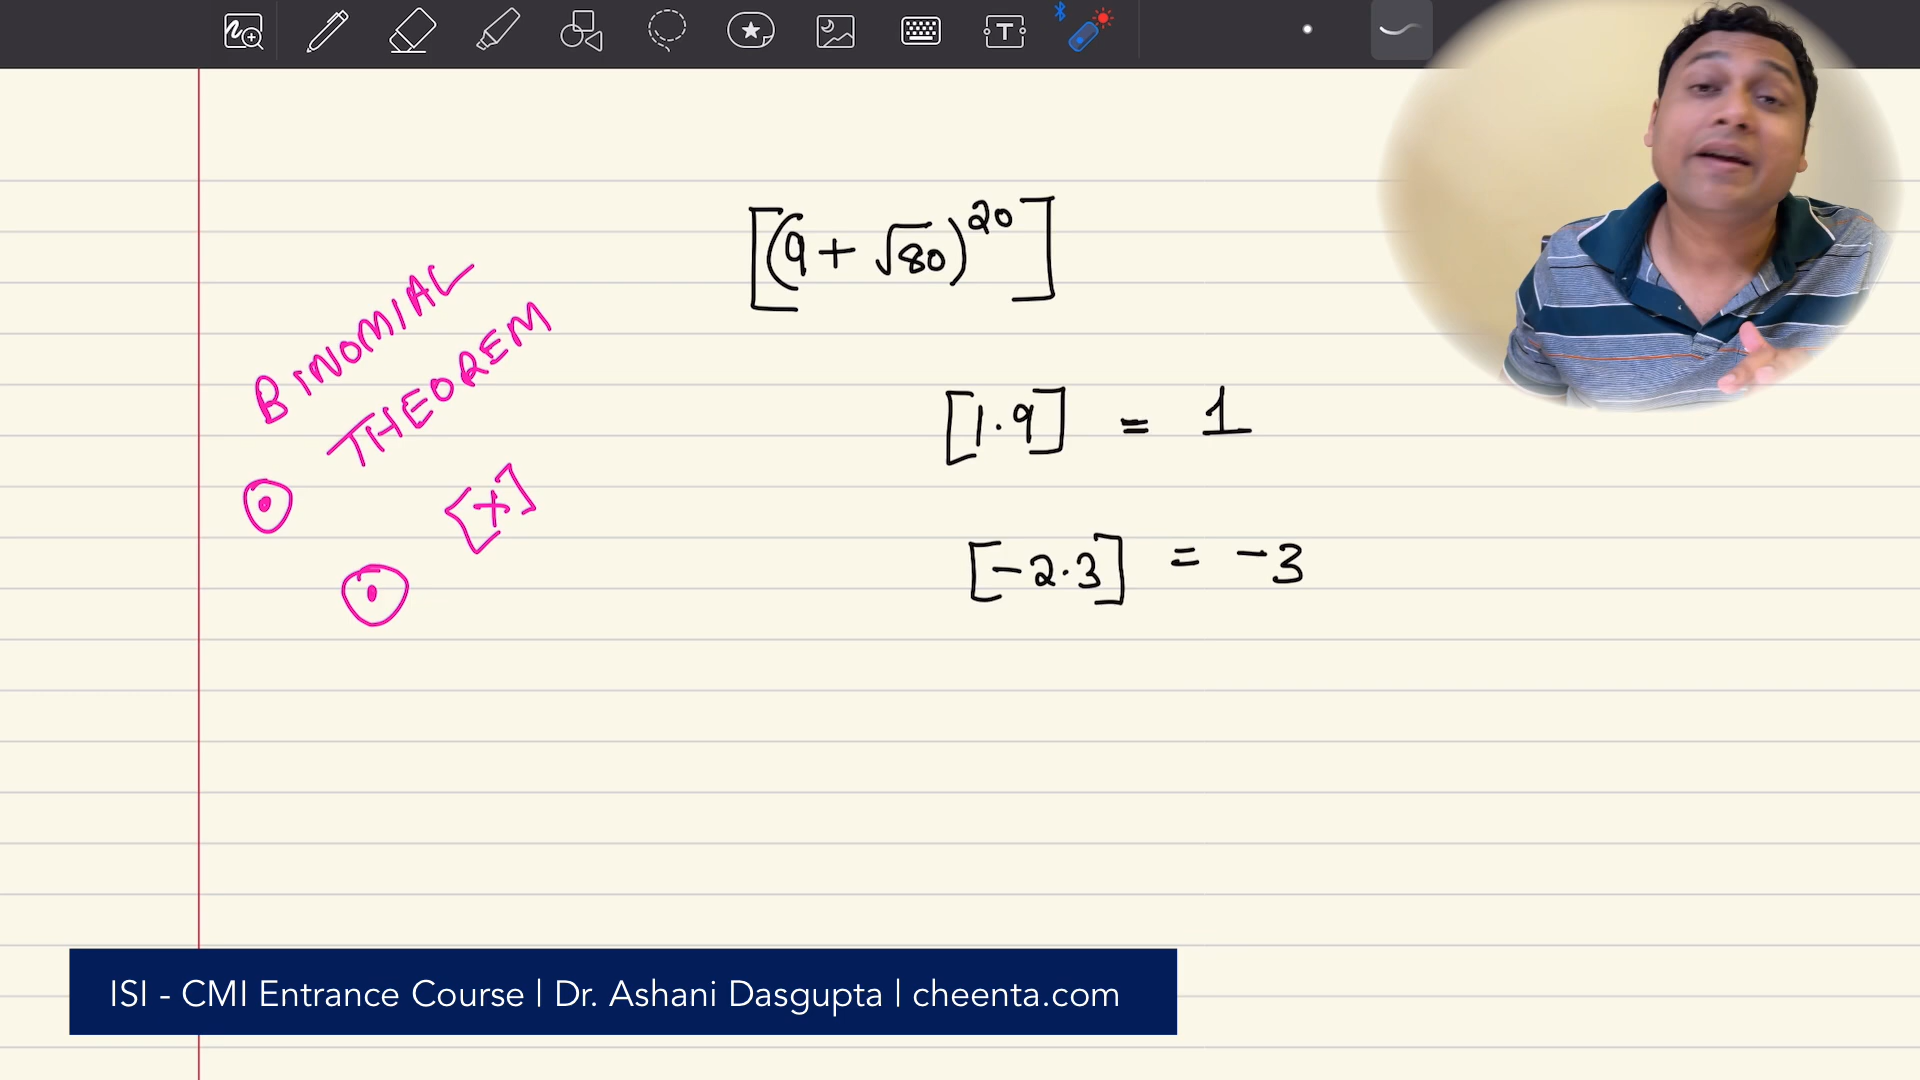 [(9 + √80)^20]
BINOMIAL
THEOREM
[x]
[1.9] = 1
[-2.3] = -3
ISI - CMI Entrance Course | Dr. Ashani Dasgupta | cheenta.com